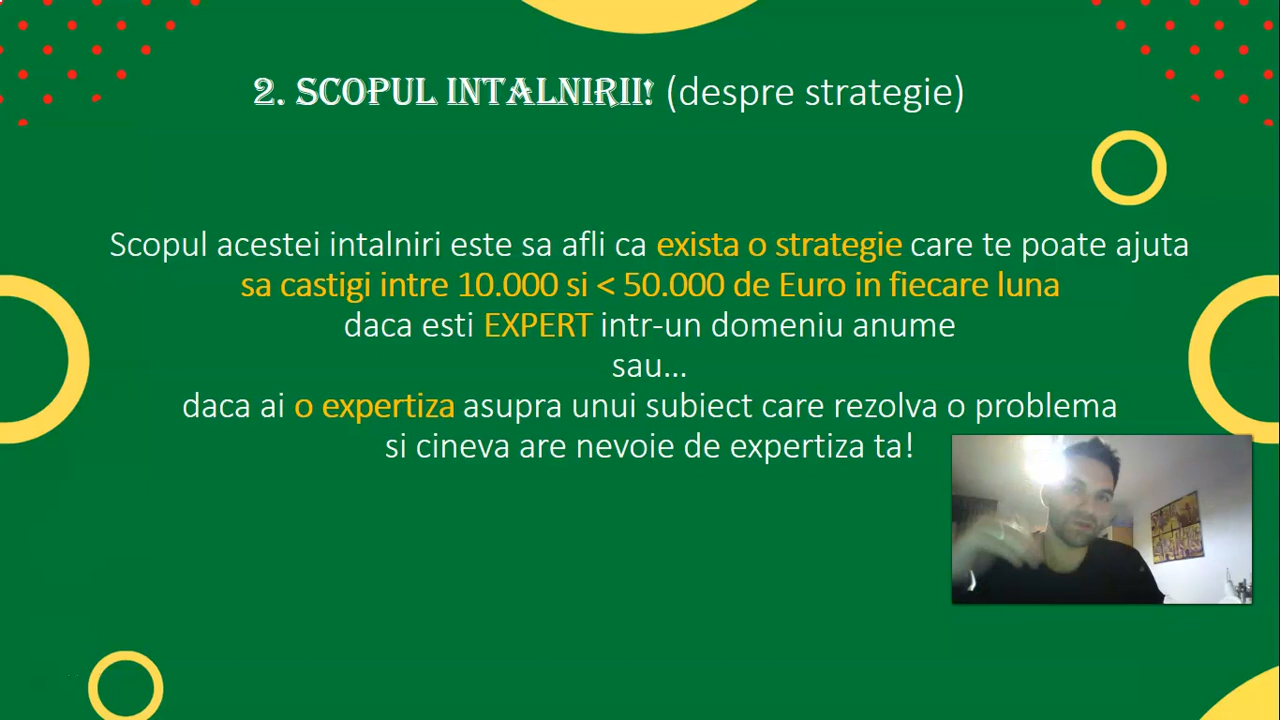 2. SCOPUL INTALNIRII! (despre strategie)
Scopul acestei intalniri este sa afli ca exista o strategie care te poate ajuta
sa castigi intre 10.000 si < 50.000 de Euro in fiecare luna
daca esti EXPERT intr-un domeniu anume
sau...
daca ai o expertiza asupra unui subiect care rezolva o problema
si cineva are nevoie de expertiza ta!